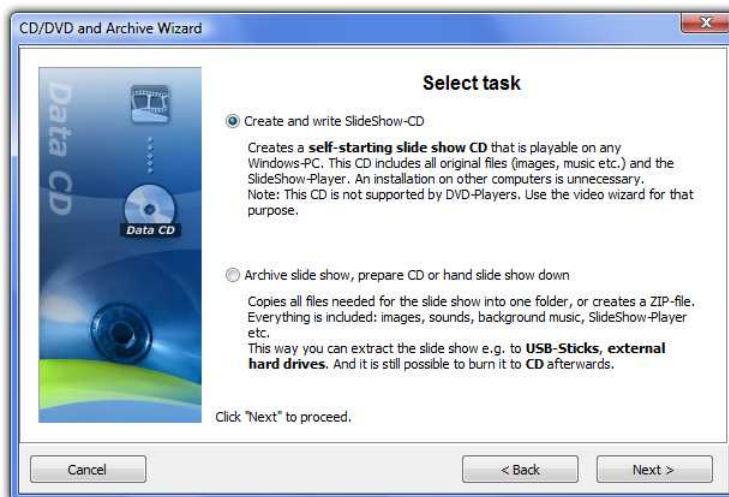 CD/DVD and Archive Wizard
Data CD
Data CD
Select task
Create and write SlideShow-CD
Creates a self-starting slide show CD that is playable on any
Windows-PC. This CD includes all original files (images, music etc.) and the
SlideShow-Player. An installation on other computers is unnecessary.
Note: This CD is not supported by DVD-Players. Use the video wizard for that
purpose.
Archive slide show, prepare CD or hand slide show down
Copies all files needed for the slide show into one folder, or creates a ZIP-file.
Everything is included: images, sounds, background music, SlideShow-Player
etc.
This way you can extract the slide show e.g. to USB-Sticks, external
hard drives. And it is still possible to burn it to CD afterwards.
Click "Next" to proceed.
Cancel
< Back
Next >